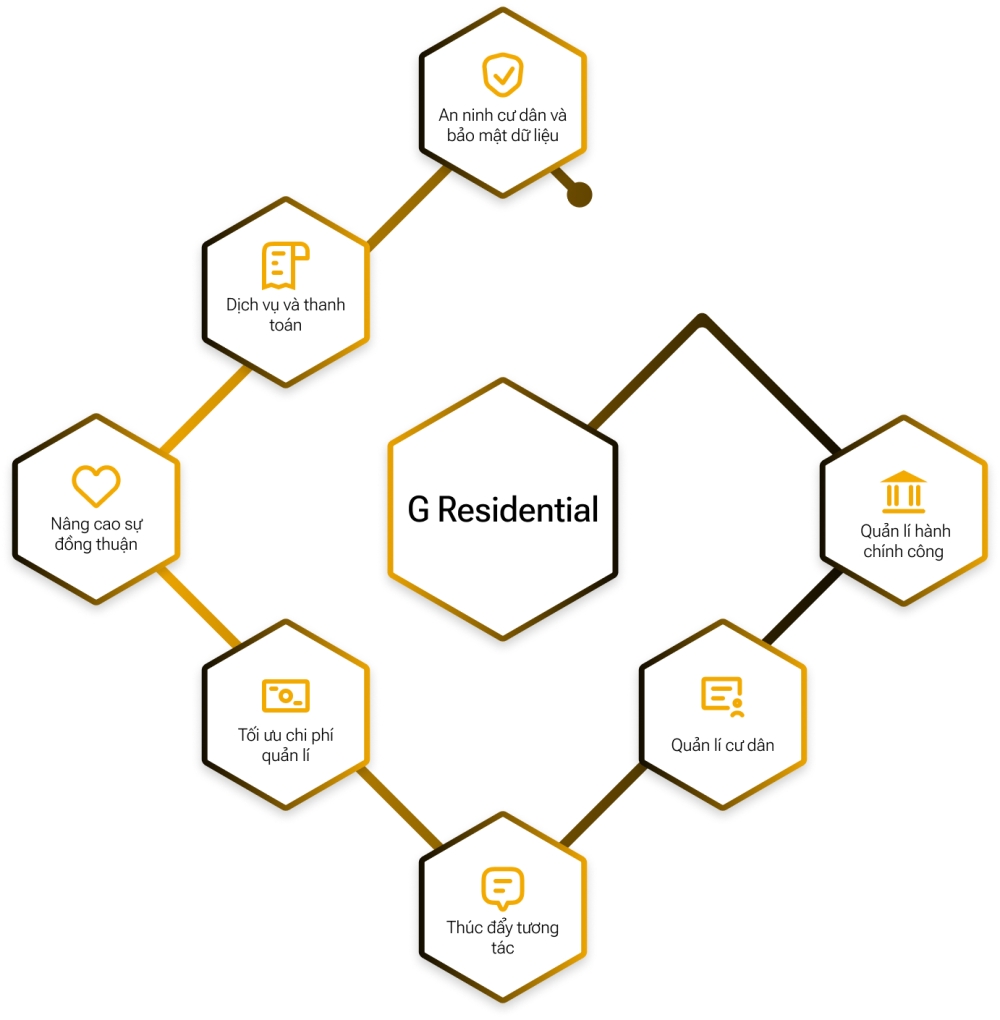 An ninh cư dân và
bảo mật dữ liệu
Dịch vụ và thanh
toán
Nâng cao sự
đồng thuận
G Residential
Quản lí hành
chính công
Tối ưu chi phí
quản lí
Quản lí cư dân
Thúc đẩy tương
tác